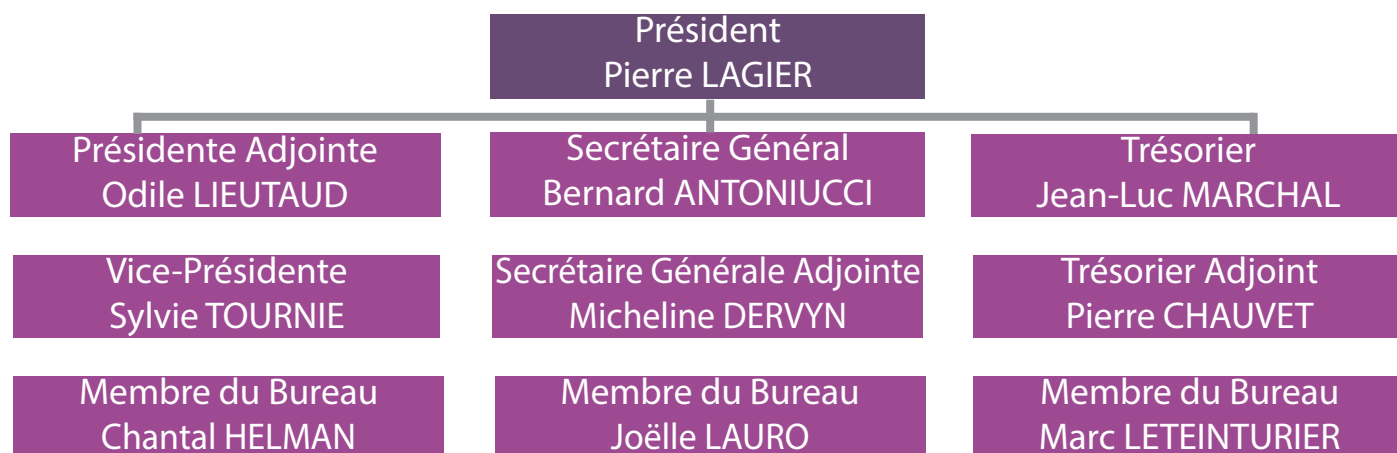 Président
Pierre LAGIER
Présidente Adjointe
Odile LIEUTAUD
Secrétaire Général
Bernard ANTONIUCCI
Trésorier
Jean-Luc MARCHAL
Vice-Présidente
Sylvie TOURNIE
Secrétaire Générale Adjointe
Micheline DERVYN
Trésorier Adjoint
Pierre CHAUVET
Membre du Bureau
Chantal HELMAN
Membre du Bureau
Joëlle LAURO
Membre du Bureau
Marc LETEINTURIER